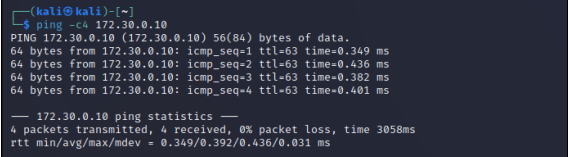 ┌──(kali㉿kali)-[~]
└─$ ping -c4 172.30.0.10
PING 172.30.0.10 (172.30.0.10) 56(84) bytes of data.
64 bytes from 172.30.0.10: icmp_seq=1 ttl=63 time=0.349 ms
64 bytes from 172.30.0.10: icmp_seq=2 ttl=63 time=0.436 ms
64 bytes from 172.30.0.10: icmp_seq=3 ttl=63 time=0.382 ms
64 bytes from 172.30.0.10: icmp_seq=4 ttl=63 time=0.401 ms

--- 172.30.0.10 ping statistics ---
4 packets transmitted, 4 received, 0% packet loss, time 3058ms
rtt min/avg/max/mdev = 0.349/0.392/0.436/0.031 ms